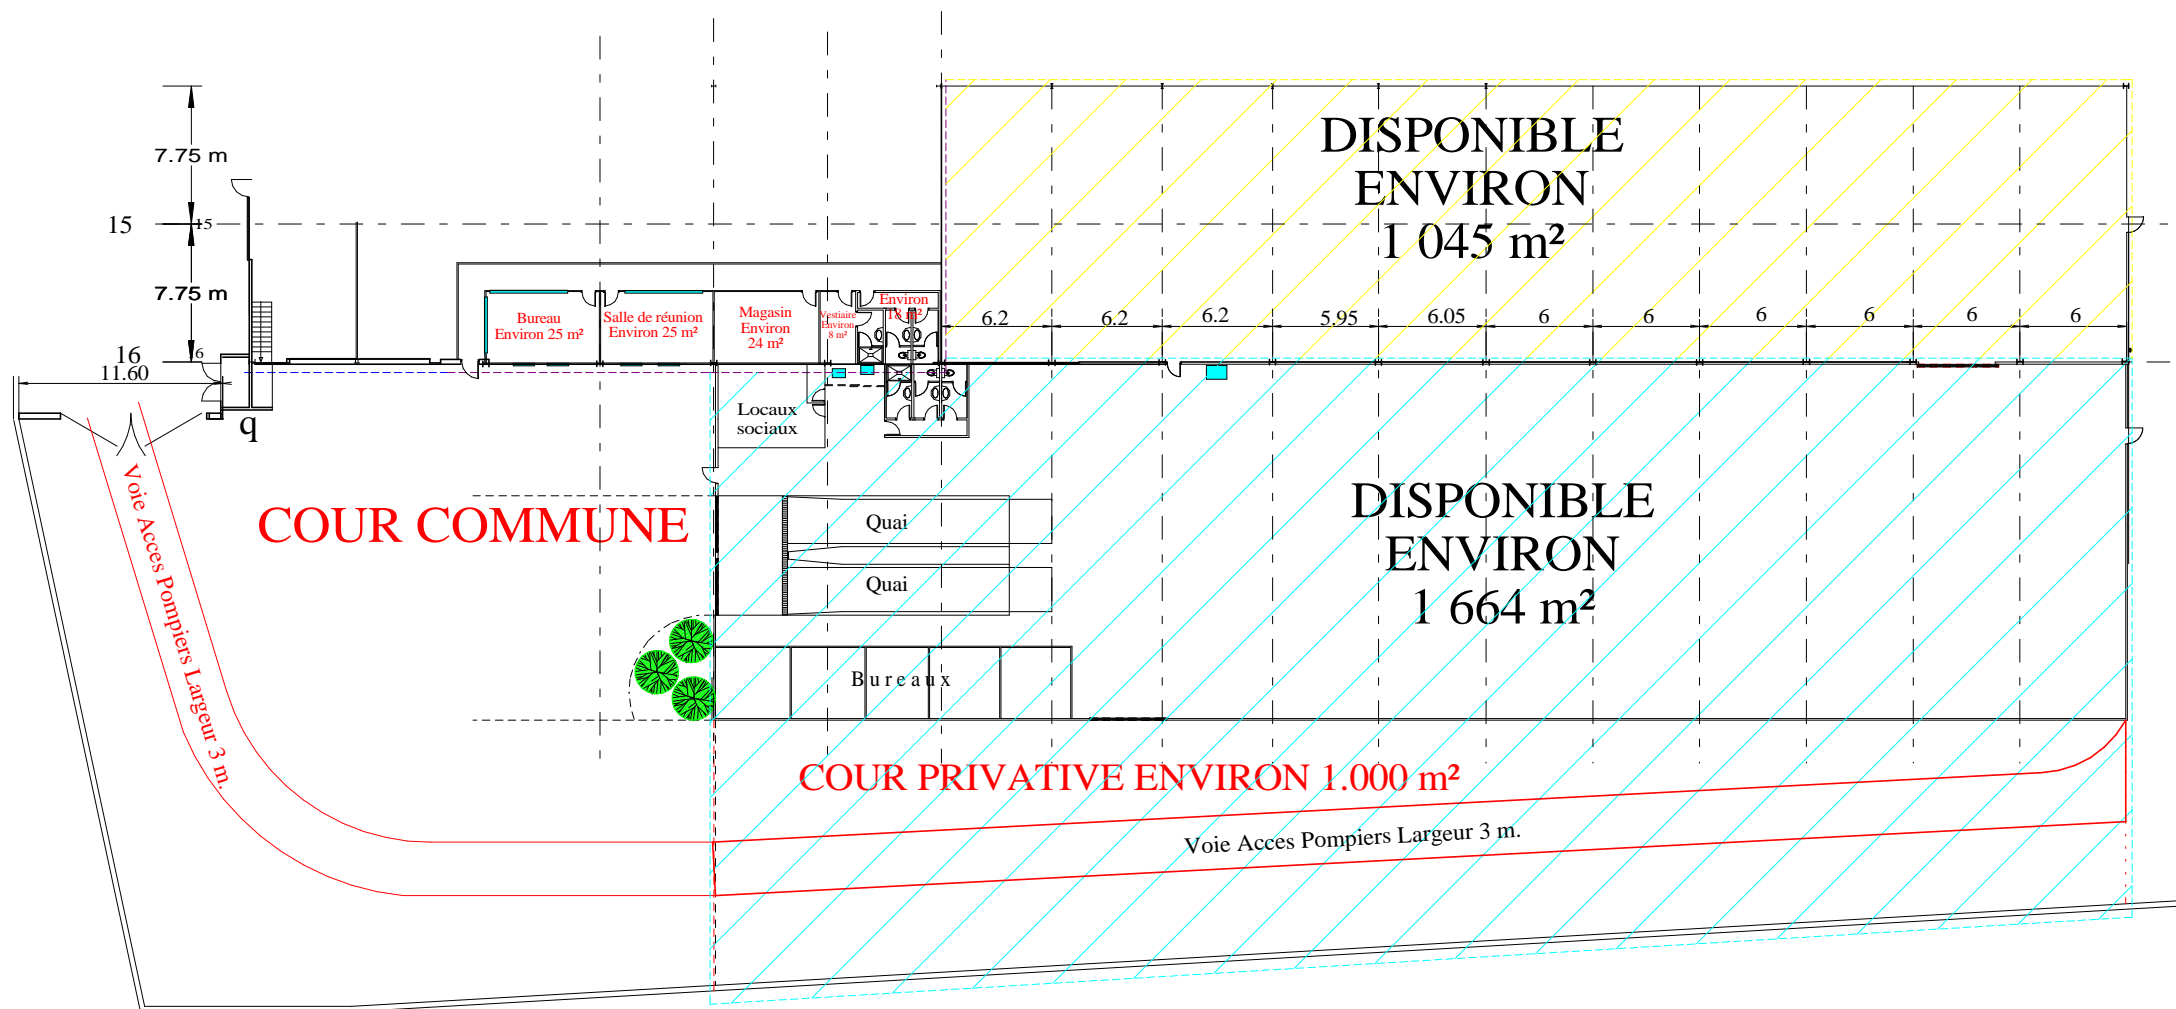 DISPONIBLE
ENVIRON
1 045 m²
7.75 m
15
15
7.75 m
16
6
11.60
q
Bureau
Environ 25 m²
Salle de réunion
Environ 25 m²
Magasin
Environ
24 m²
Vestiaire
Environ
8 m²
Environ
18 m²
6.2
6.2
6.2
5.95
6.05
6
6
6
6
6
6
Locaux
sociaux
COUR COMMUNE
Quai
Quai
DISPONIBLE
ENVIRON
1 664 m²
Bureaux
Voie Acces Pompiers Largeur 3 m.
COUR PRIVATIVE ENVIRON 1.000 m²
Voie Acces Pompiers Largeur 3 m.